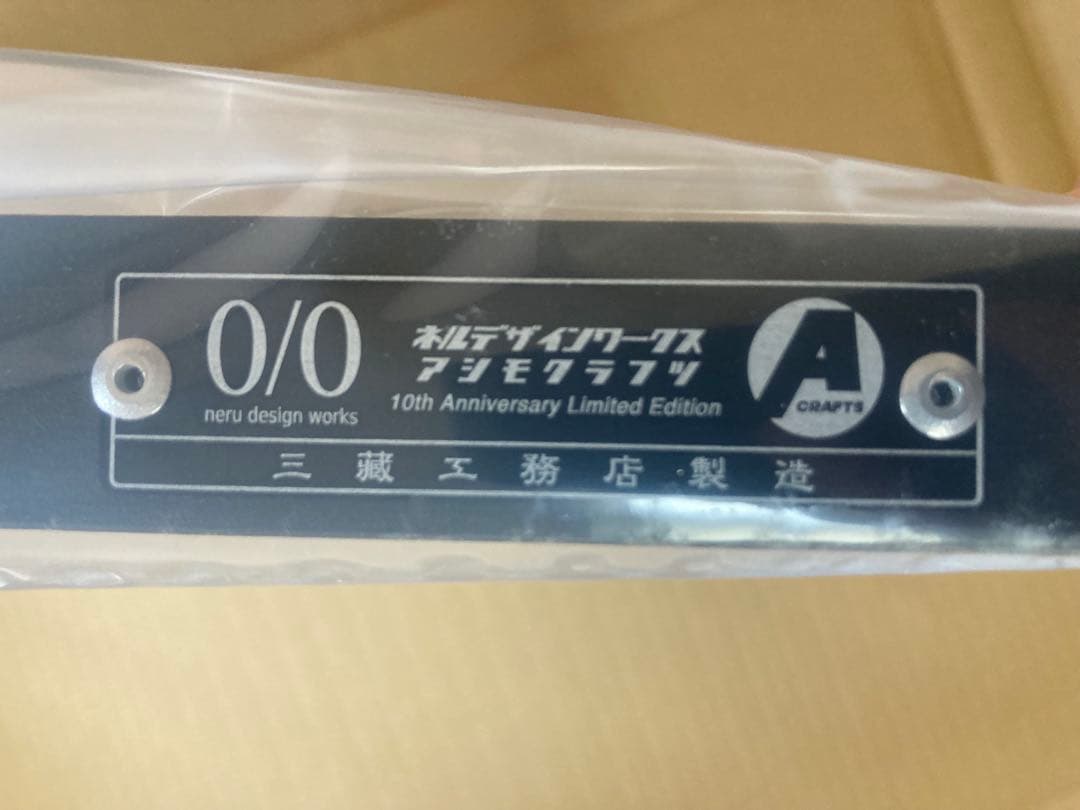 0/0
neru design works
ネルデザインワークス
アシモクラフツ
10th Anniversary Limited Edition
A
CRAFTS
三藏工務店製造